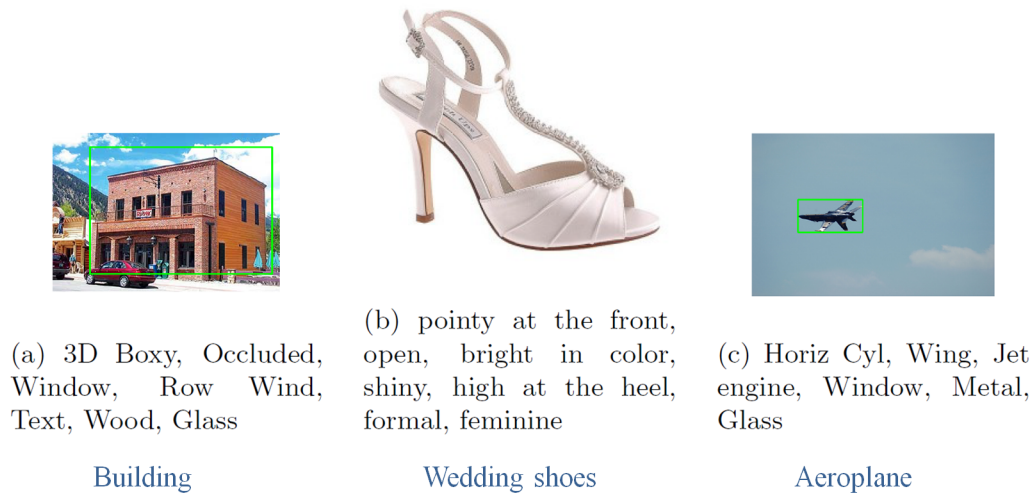 (a) 3D Boxy, Occluded,
Window, Row Wind,
Text, Wood, Glass
(b) pointy at the front,
open, bright in color,
shiny, high at the heel,
formal, feminine
(c) Horiz Cyl, Wing, Jet
engine, Window, Metal,
Glass
Building
Wedding shoes
Aeroplane